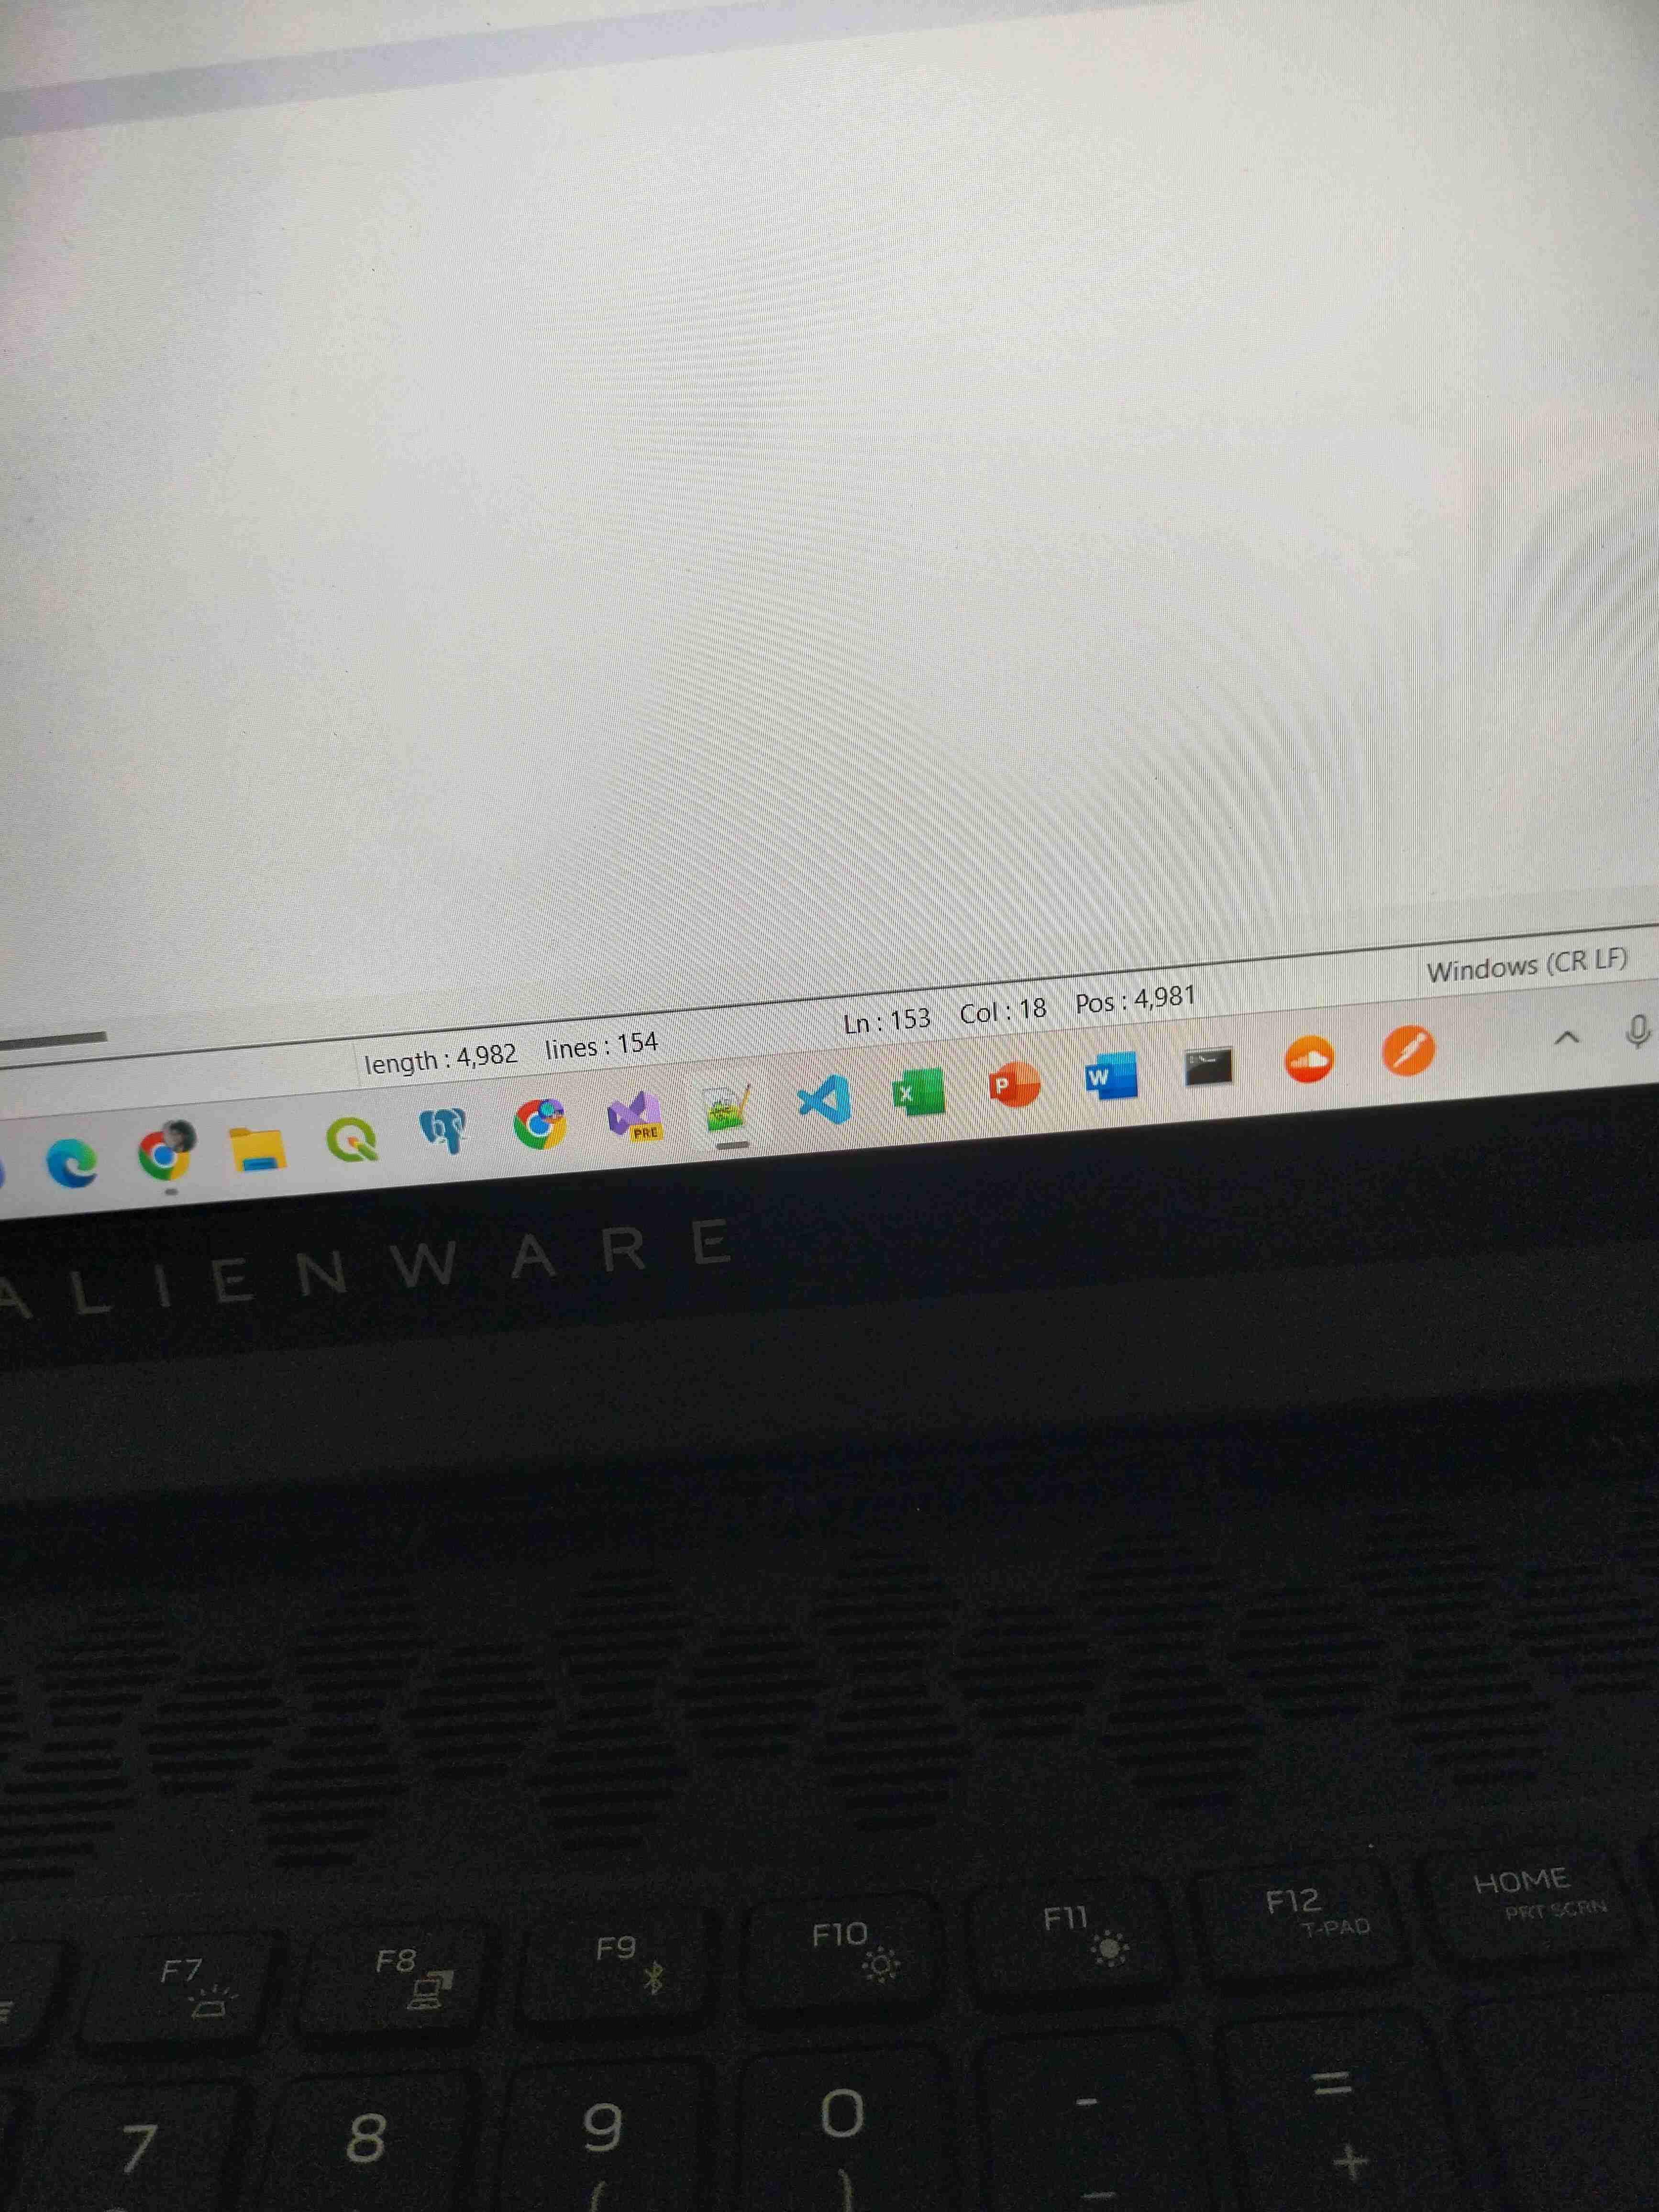 length : 4,982 lines : 154 Ln : 153 Col : 18 Pos : 4,981 Windows (CR LF)
PRE X P W
ALIENWARE
F7 F8 F9 F10 F11 F12 T-PAD HOME PRT SCRN
7 8 9 0 - =
( ) _ +